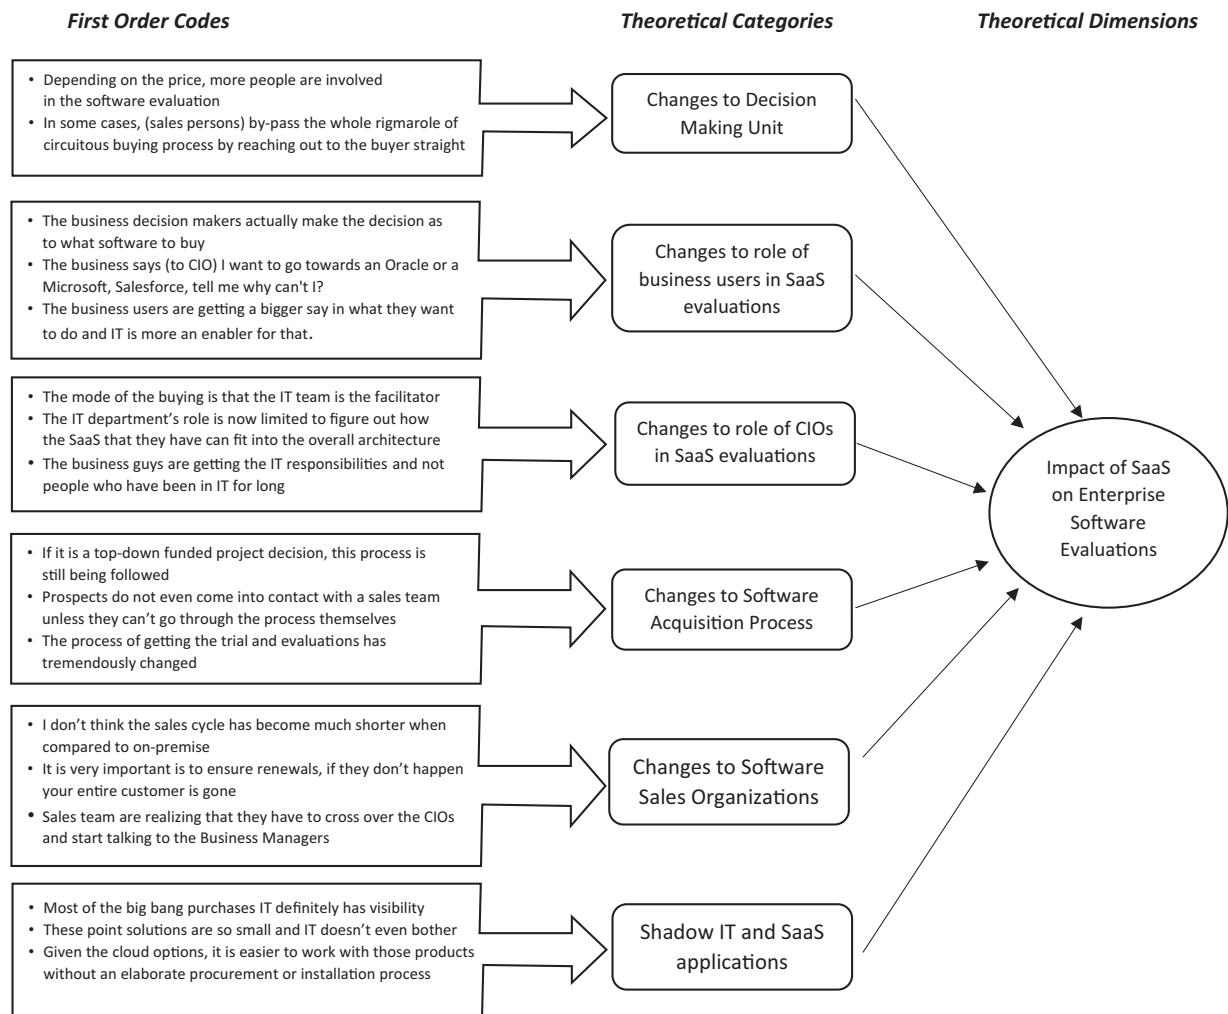 First Order Codes
Theoretical Categories
Theoretical Dimensions
• Depending on the price, more people are involved
in the software evaluation
• In some cases, (sales persons) by-pass the whole rigmarole of
circuitous buying process by reaching out to the buyer straight
Changes to Decision
Making Unit
• The business decision makers actually make the decision as
to what software to buy
• The business says (to CIO) I want to go towards an Oracle or a
Microsoft, Salesforce, tell me why can't I?
• The business users are getting a bigger say in what they want
to do and IT is more an enabler for that.
Changes to role of
business users in SaaS
evaluations
• The mode of the buying is that the IT team is the facilitator
• The IT department’s role is now limited to figure out how
the SaaS that they have can fit into the overall architecture
• The business guys are getting the IT responsibilities and not
people who have been in IT for long
Changes to role of CIOs
in SaaS evaluations
Impact of SaaS
on Enterprise
Software
Evaluations
• If it is a top-down funded project decision, this process is
still being followed
• Prospects do not even come into contact with a sales team
unless they can’t go through the process themselves
• The process of getting the trial and evaluations has
tremendously changed
Changes to Software
Acquisition Process
• I don’t think the sales cycle has become much shorter when
compared to on-premise
• It is very important is to ensure renewals, if they don’t happen
your entire customer is gone
• Sales team are realizing that they have to cross over the CIOs
and start talking to the Business Managers
Changes to Software
Sales Organizations
• Most of the big bang purchases IT definitely has visibility
• These point solutions are so small and IT doesn’t even bother
• Given the cloud options, it is easier to work with those products
without an elaborate procurement or installation process
Shadow IT and SaaS
applications